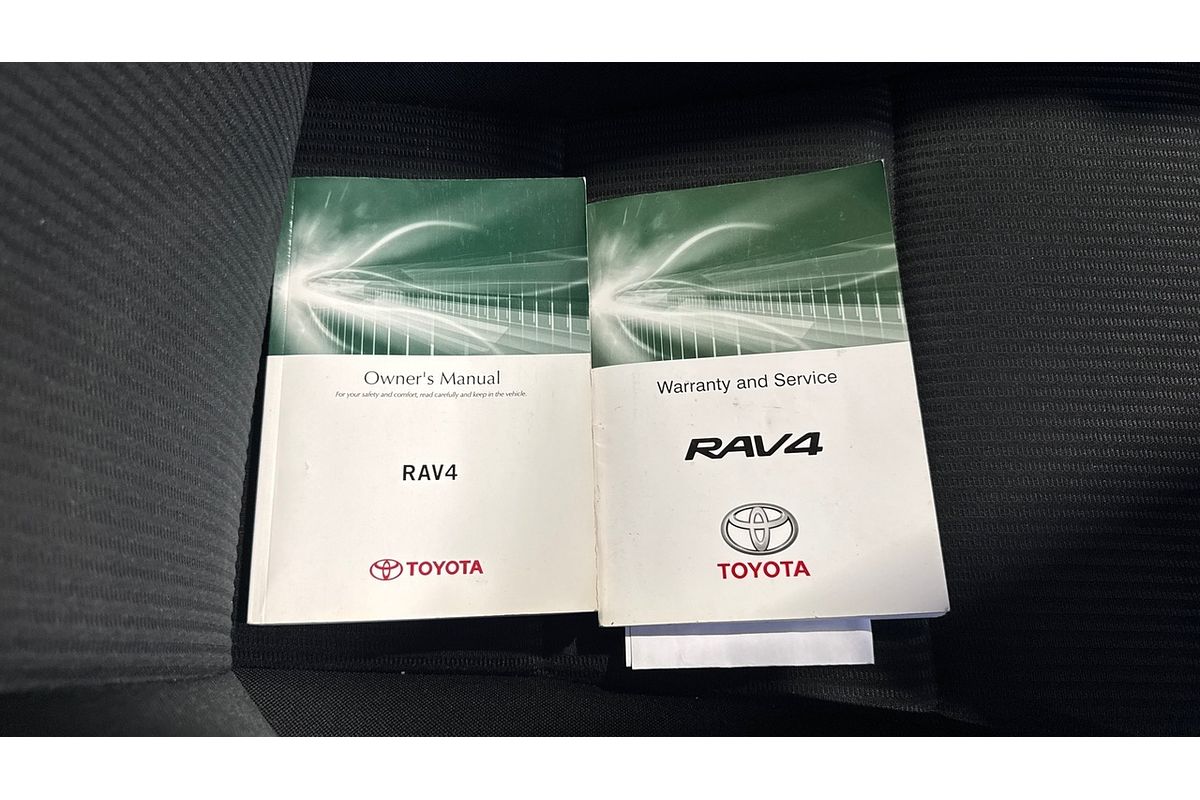 Owner's Manual
For your safety and comfort, read carefully and keep in the vehicle.
RAV4
TOYOTA
Warranty and Service
RAV4
TOYOTA